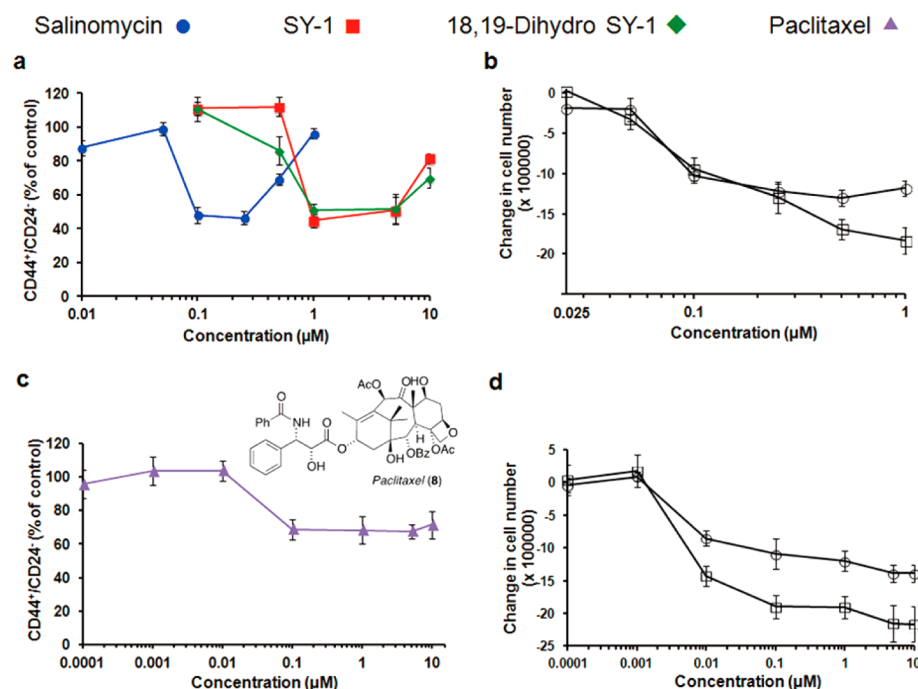 Salinomycin SY-1 18,19-Dihydro SY-1 Paclitaxel
a
CD44+/CD24- (% of control)
120
100
80
60
40
20
0
0.01 0.1 1 10
Concentration (µM)
b
Change in cell number
(x 100000)
0
-5
-10
-15
-20
0.025 0.1 1
Concentration (µM)
c
CD44+/CD24- (% of control)
120
100
80
60
40
20
0
0.0001 0.001 0.01 0.1 1 10
Concentration (µM)
AcO
O
OH
O
Ph
NH
O
O
OH
OH
H
O
OBz
OAc
Paclitaxel (8)
d
Change in cell number
(x 100000)
5
0
-5
-10
-15
-20
25
0.0001 0.001 0.01 0.1 1 10
Concentration (µM)